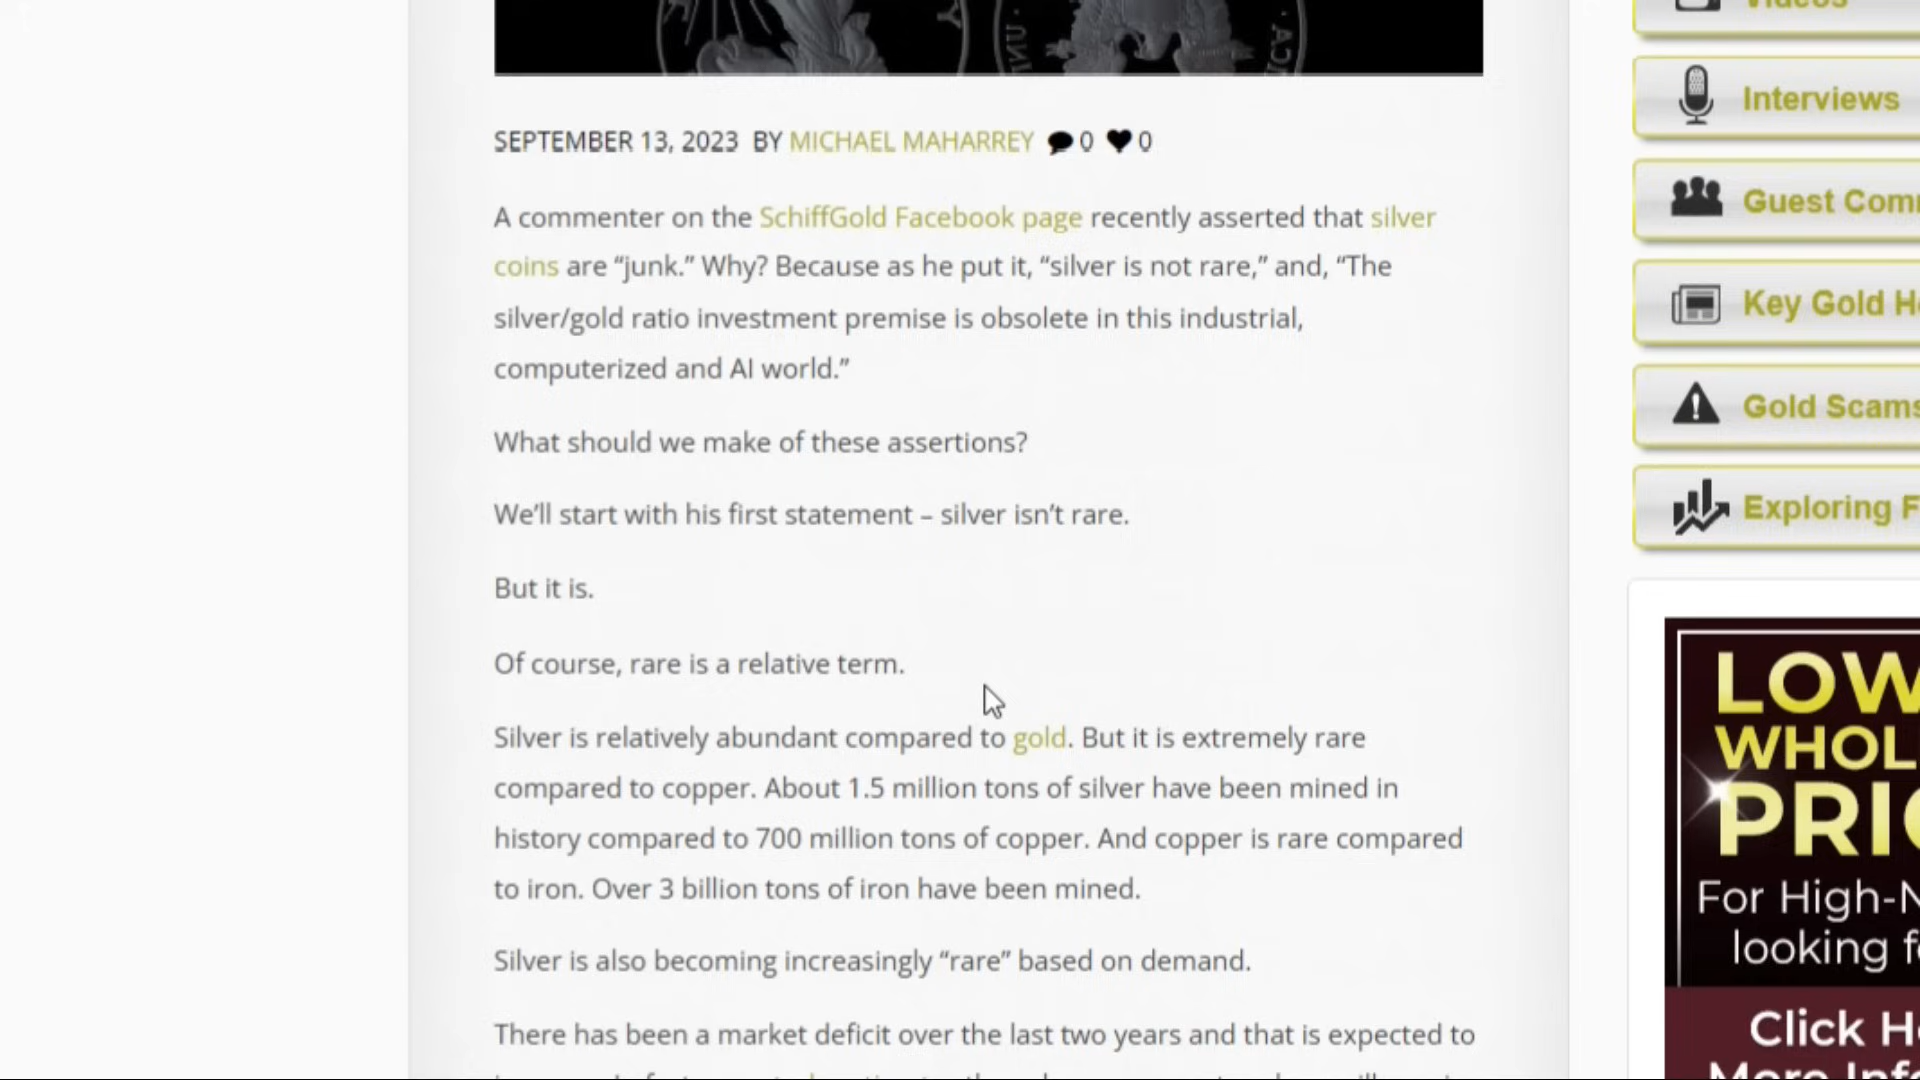 Videos
Interviews
SEPTEMBER 13, 2023 BY MICHAEL MAHARREY 0 0
Guest
A commenter on the SchiffGold Facebook page recently asserted that silver
coins are “junk.” Why? Because as he put it, “silver is not rare,” and, “The
silver/gold ratio investment premise is obsolete in this industrial,
computerized and AI world.”
Key Gold
Gold Scams
Exploring
What should we make of these assertions?
We’ll start with his first statement – silver isn’t rare.
But it is.
Of course, rare is a relative term.
Silver is relatively abundant compared to gold. But it is extremely rare
compared to copper. About 1.5 million tons of silver have been mined in
history compared to 700 million tons of copper. And copper is rare compared
to iron. Over 3 billion tons of iron have been mined.
Silver is also becoming increasingly “rare” based on demand.
There has been a market deficit over the last two years and that is expected to
LOW
WHOL
PRIC
For High-N
looking f
Click H
More Info